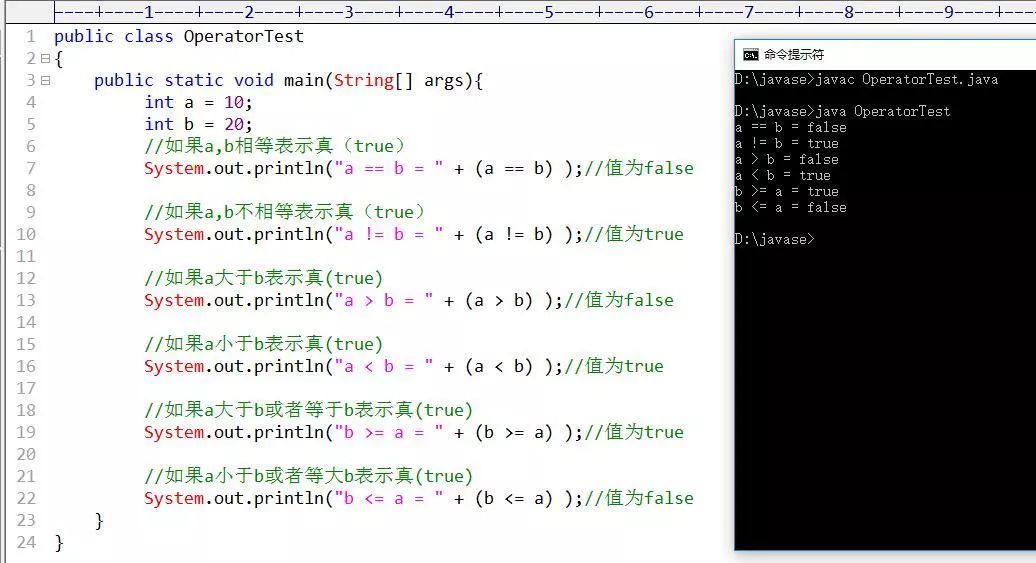 ----+----1----+----2----+----3----+----4----+----5----+----6----+----7----+----8----+----9----+---
1 public class OperatorTest
2 {
3 public static void main(String[] args){
4 int a = 10;
5 int b = 20;
6 //如果a,b相等表示真（true）
7 System.out.println("a == b = " + (a == b) );//值为false
8
9 //如果a,b不相等表示真（true）
10 System.out.println("a != b = " + (a != b) );//值为true
11
12 //如果a大于b表示真(true)
13 System.out.println("a > b = " + (a > b) );//值为false
14
15 //如果a小于b表示真(true)
16 System.out.println("a < b = " + (a < b) );//值为true
17
18 //如果a大于b或者等于b表示真(true)
19 System.out.println("b >= a = " + (b >= a) );//值为true
20
21 //如果a小于b或者等大b表示真(true)
22 System.out.println("b <= a = " + (b <= a) );//值为false
23 }
24 }
命令提示符
D:\javase>javac OperatorTest.java
D:\javase>java OperatorTest
a == b = false
a != b = true
a > b = false
a < b = true
b >= a = true
b <= a = false
D:\javase>